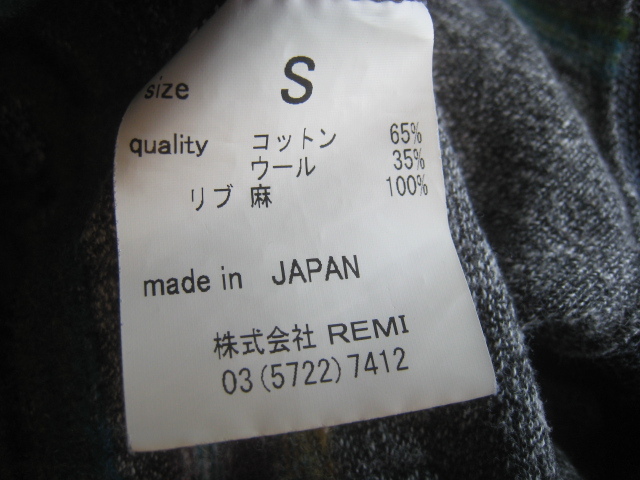 size S
quality コットン 65%
ウール 35%
リブ 麻 100%
made in JAPAN
株式会社 REMI
03(5722)7412